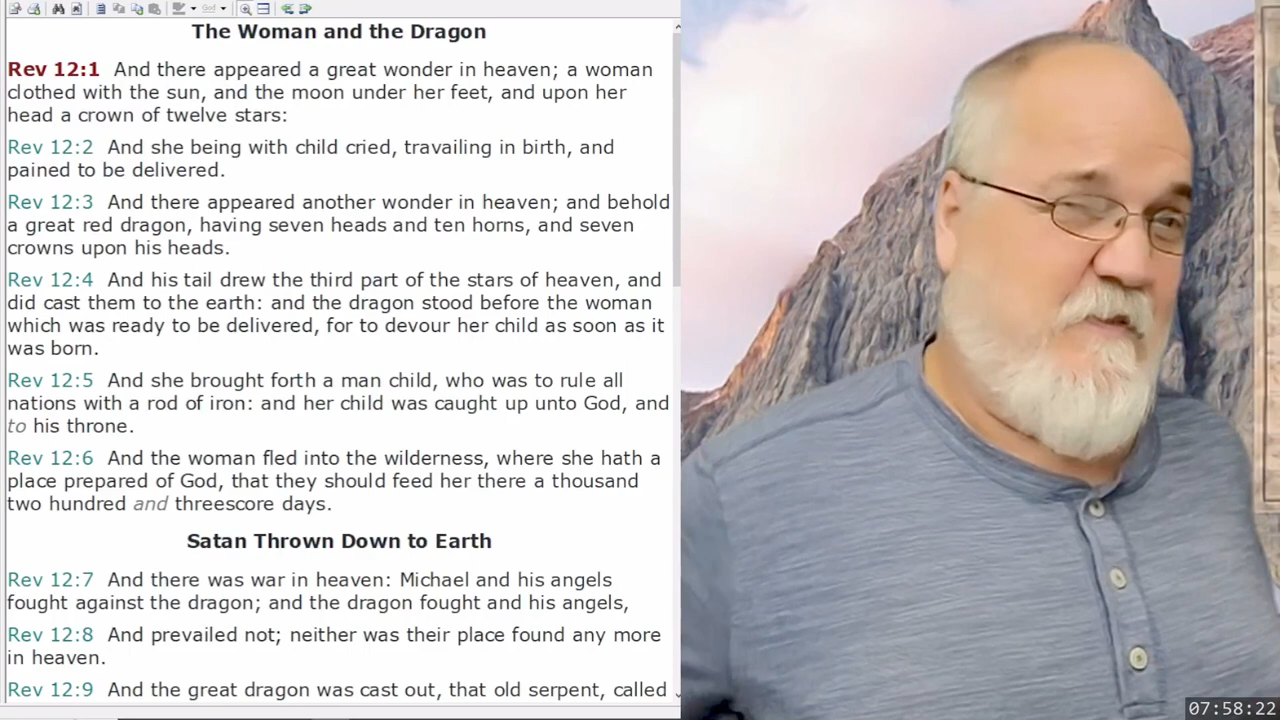 The Woman and the Dragon
Rev 12:1 And there appeared a great wonder in heaven; a woman
clothed with the sun, and the moon under her feet, and upon her
head a crown of twelve stars:
Rev 12:2 And she being with child cried, travailing in birth, and
pained to be delivered.
Rev 12:3 And there appeared another wonder in heaven; and behold
a great red dragon, having seven heads and ten horns, and seven
crowns upon his heads.
Rev 12:4 And his tail drew the third part of the stars of heaven, and
did cast them to the earth: and the dragon stood before the woman
which was ready to be delivered, for to devour her child as soon as it
was born.
Rev 12:5 And she brought forth a man child, who was to rule all
nations with a rod of iron: and her child was caught up unto God, and
to his throne.
Rev 12:6 And the woman fled into the wilderness, where she hath a
place prepared of God, that they should feed her there a thousand
two hundred and threescore days.
Satan Thrown Down to Earth
Rev 12:7 And there was war in heaven: Michael and his angels
fought against the dragon; and the dragon fought and his angels,
Rev 12:8 And prevailed not; neither was their place found any more
in heaven.
Rev 12:9 And the great dragon was cast out, that old serpent, called
07:58:22